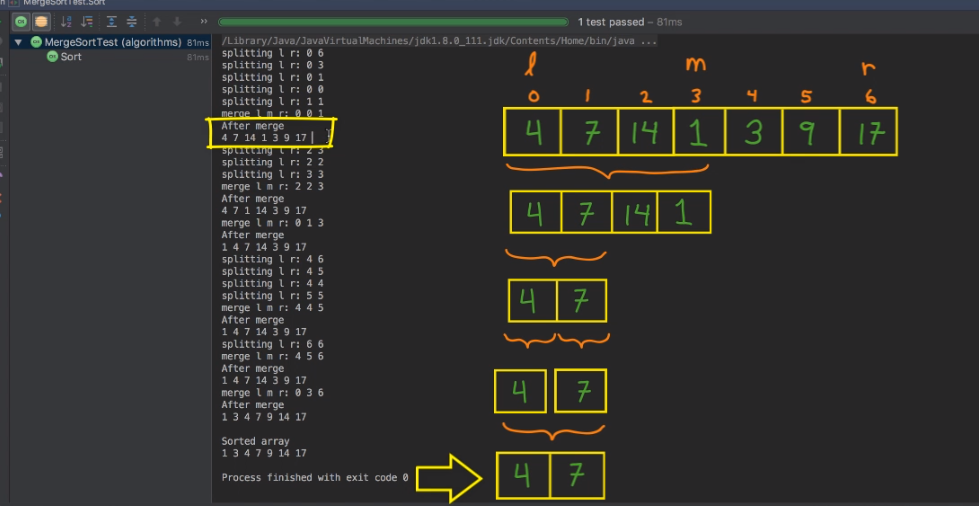 MergeSortTest.Sort
1 test passed – 81ms
MergeSortTest (algorithms) 81ms
Sort 81ms
/Library/Java/JavaVirtualMachines/jdk1.8.0_111.jdk/Contents/Home/bin/java ...
splitting l r: 0 6
splitting l r: 0 3
splitting l r: 0 1
splitting l r: 0 0
splitting l r: 1 1
merge l m r: 0 0 1
After merge
4 7 14 1 3 9 17
splitting l r: 2 3
splitting l r: 2 2
splitting l r: 3 3
merge l m r: 2 2 3
After merge
4 7 1 14 3 9 17
merge l m r: 0 1 3
After merge
1 4 7 14 3 9 17
splitting l r: 4 6
splitting l r: 4 5
splitting l r: 4 4
splitting l r: 5 5
merge l m r: 4 4 5
After merge
1 4 7 14 3 9 17
splitting l r: 6 6
merge l m r: 4 5 6
After merge
1 4 7 14 3 9 17
merge l m r: 0 3 6
After merge
1 3 4 7 9 14 17
Sorted array
1 3 4 7 9 14 17
Process finished with exit code 0
l m r
0 1 2 3 4 5 6
4 7 14 1 3 9 17
4 7 14 1
4 7
4 7
4 7